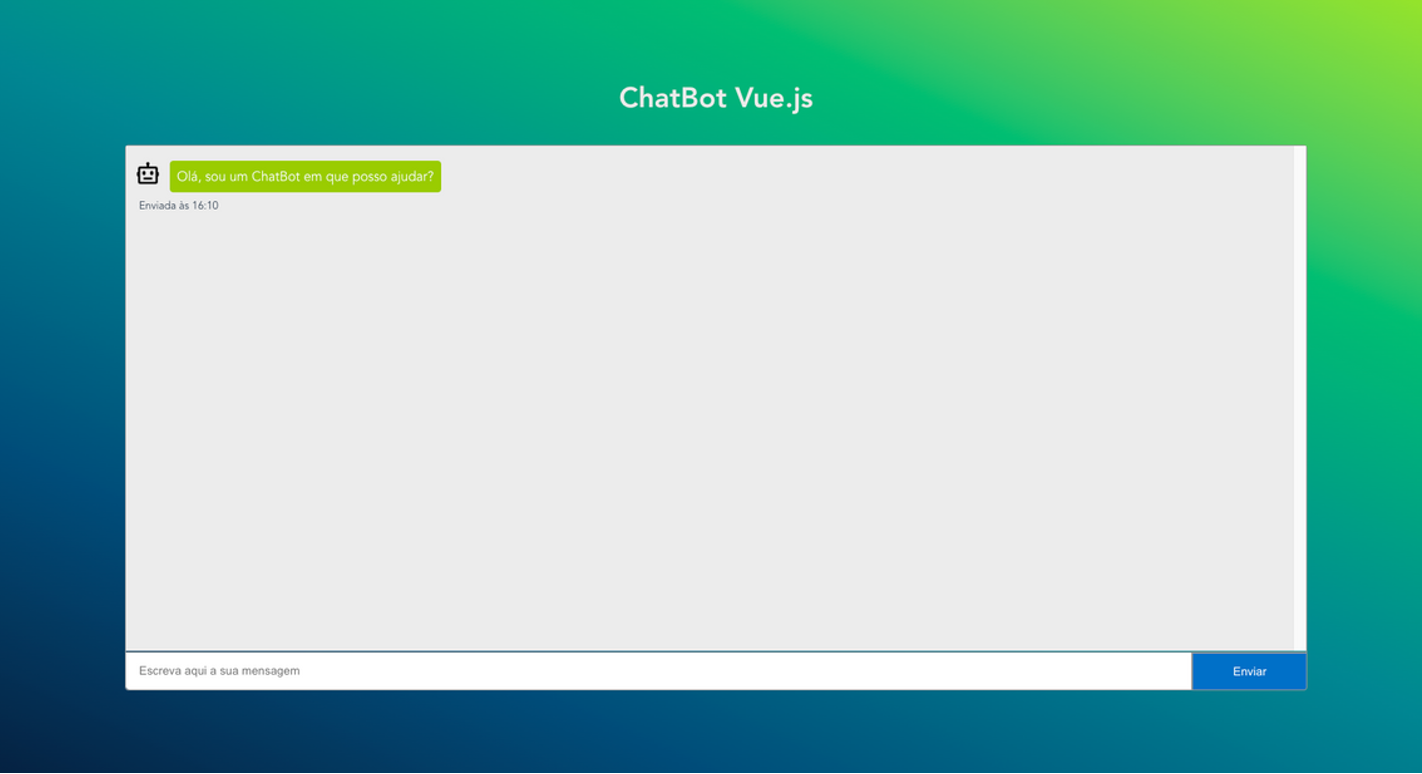 ChatBot Vue.js
Olá, sou um ChatBot em que posso ajudar?
Enviada às 16:10
Escreva aqui a sua mensagem
Enviar